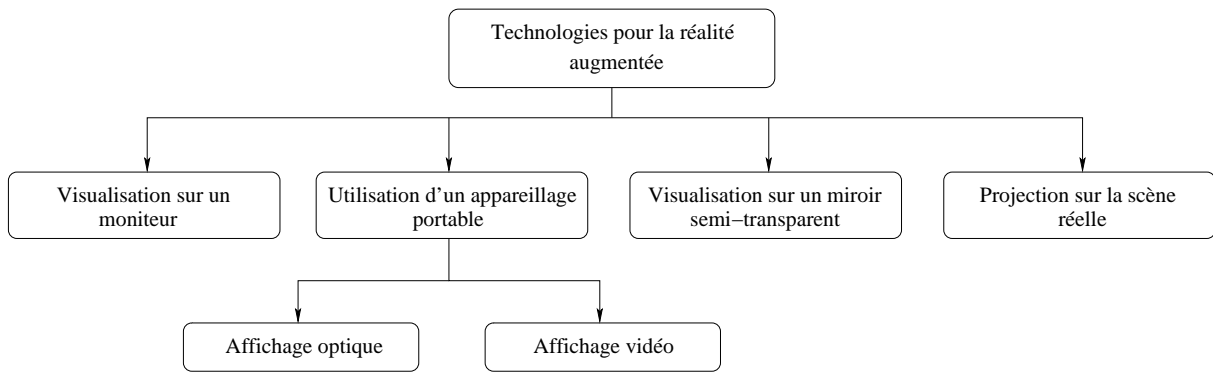 Technologies pour la réalité
augmentée
Visualisation sur un
moniteur
Utilisation d'un appareillage
portable
Visualisation sur un miroir
semi−transparent
Projection sur la scène
réelle
Affichage optique
Affichage vidéo